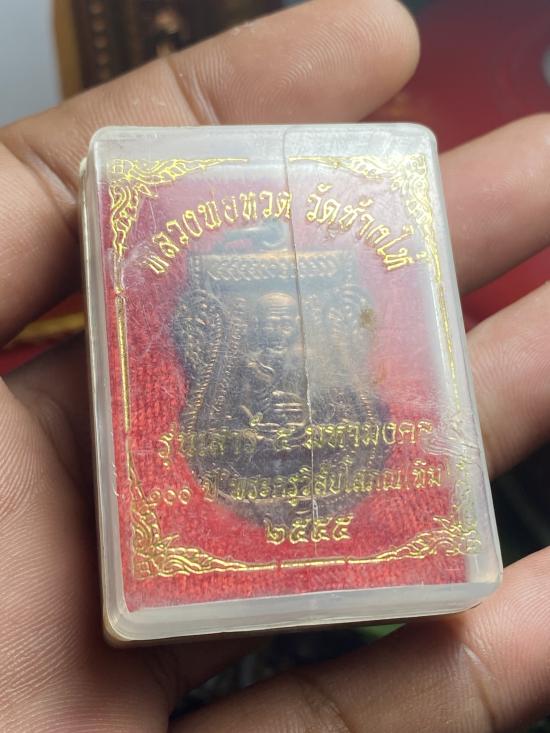 หลวงพ่อทวด วัดช้างให้
รุ่นเสาร์ ๕ มหามงคล
๑๐๐ ปี พระครูวิสัยโสภณ (ทิม)
๒๕๕๕